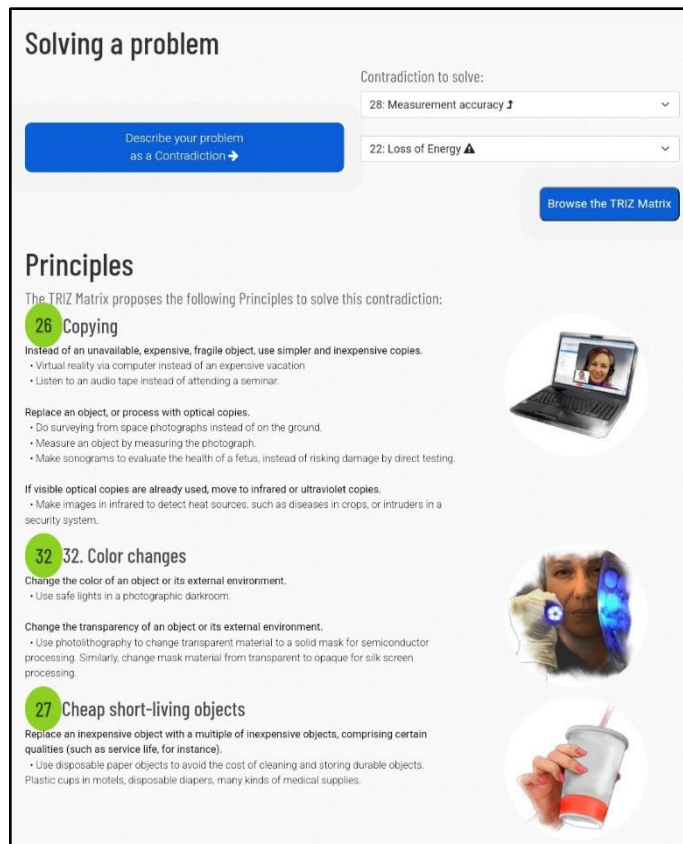 Solving a problem
Contradiction to solve:
28: Measurement accuracy
Describe your problem
as a Contradiction
22: Loss of Energy
Browse the TRIZ Matrix
Principles
The TRIZ Matrix proposes the following Principles to solve this contradiction:
26 Copying
Instead of an unavailable, expensive, fragile object, use simpler and inexpensive copies.
• Virtual reality via computer instead of an expensive vacation
• Listen to an audio tape instead of attending a seminar.
Replace an object, or process with optical copies.
• Do surveying from space photographs instead of on the ground.
• Measure an object by measuring the photograph.
• Make sonograms to evaluate the health of a fetus, instead of risking damage by direct testing.
If visible optical copies are already used, move to infrared or ultraviolet copies.
• Make images in infrared to detect heat sources, such as diseases in crops, or intruders in a
security system.
32 32. Color changes
Change the color of an object or its external environment.
• Use safe lights in a photographic darkroom.
Change the transparency of an object or its external environment.
• Use photolithography to change transparent material to a solid mask for semiconductor
processing. Similarly, change mask material from transparent to opaque for silk screen
processing.
27 Cheap short-living objects
Replace an inexpensive object with a multiple of inexpensive objects, comprising certain
qualities (such as service life, for instance).
• Use disposable paper objects to avoid the cost of cleaning and storing durable objects.
Plastic cups in motels, disposable diapers, many kinds of medical supplies.